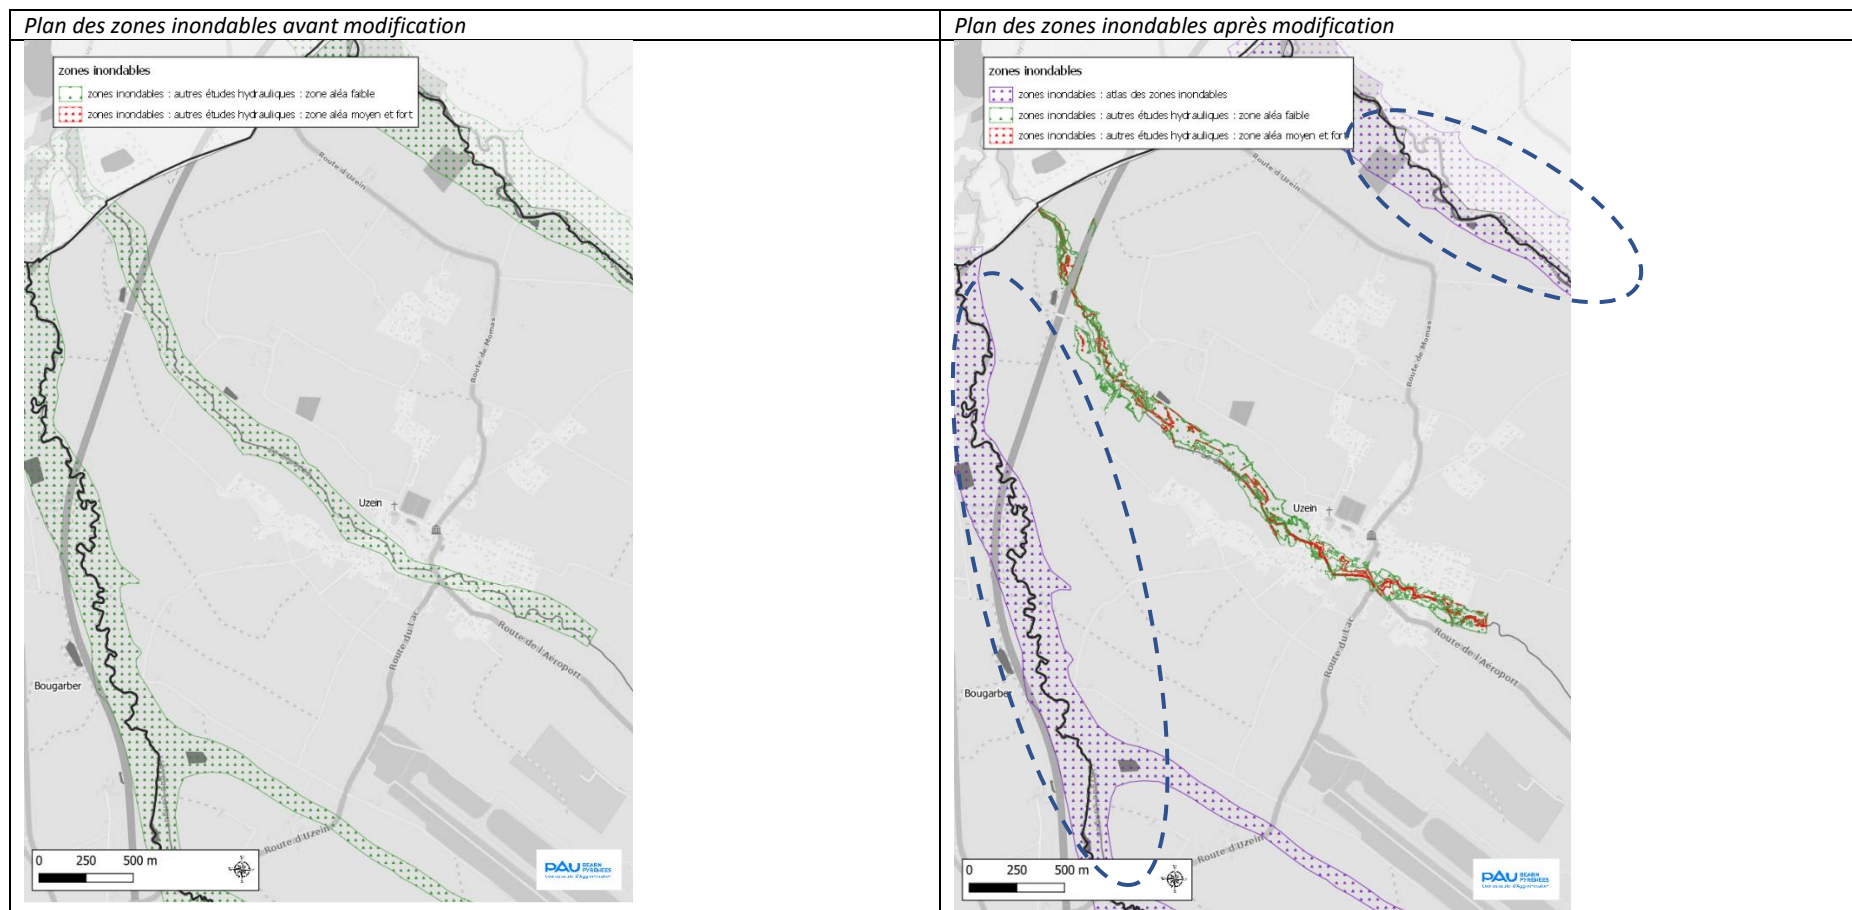 Plan des zones inondables avant modification
zones inondables
zones inondables : autres études hydrauliques : zone aléa faible
zones inondables : autres études hydrauliques : zone aléa moyen et fort
Route d'Uzein
Route de Momas
Uzein
Route du Lac
Route de l'Aéroport
Bougarber
Route d'Uzein
0 250 500 m
PAU BEARN
PYRENEES
Plan des zones inondables après modification
zones inondables
zones inondables : atlas des zones inondables
zones inondables : autres études hydrauliques : zone aléa faible
zones inondables : autres études hydrauliques : zone aléa moyen et fort
Route d'Uzein
Route de Momas
Uzein
Route du Lac
Route de l'Aéroport
Bougarber
Route d'Uzein
0 250 500 m
PAU BEARN
PYRENEES